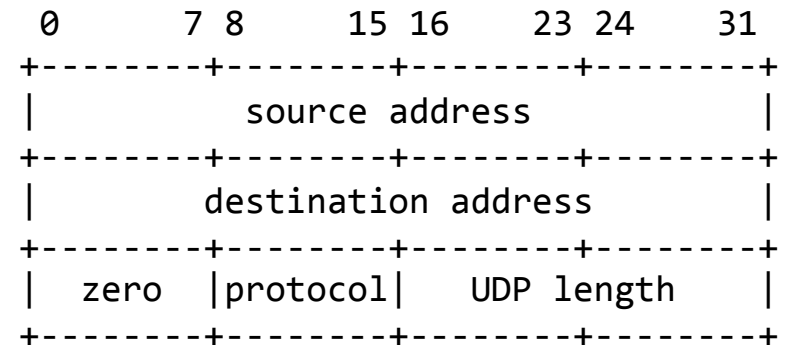 0      7 8     15 16    23 24    31
+--------+--------+--------+--------+
|          source address           |
+--------+--------+--------+--------+
|        destination address        |
+--------+--------+--------+--------+
|  zero  |protocol|   UDP length    |
+--------+--------+--------+--------+